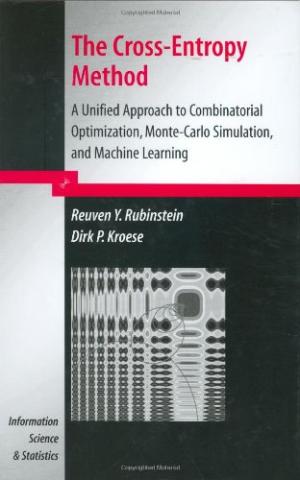 The Cross-Entropy
Method
A Unified Approach to Combinatorial
Optimization, Monte-Carlo Simulation,
and Machine Learning
Reuven Y. Rubinstein
Dirk P. Kroese
Information
Science
& Statistics